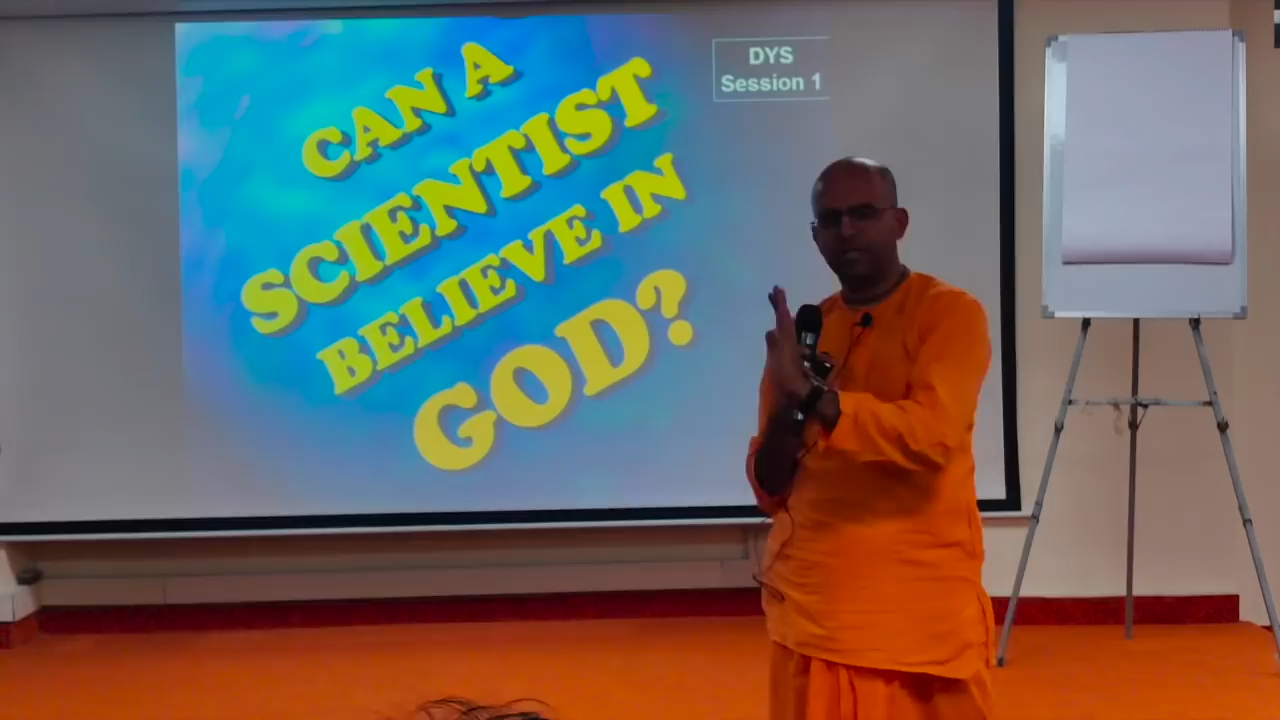 CAN A
SCIENTIST
BELIEVE IN
GOD?
DYS
Session 1